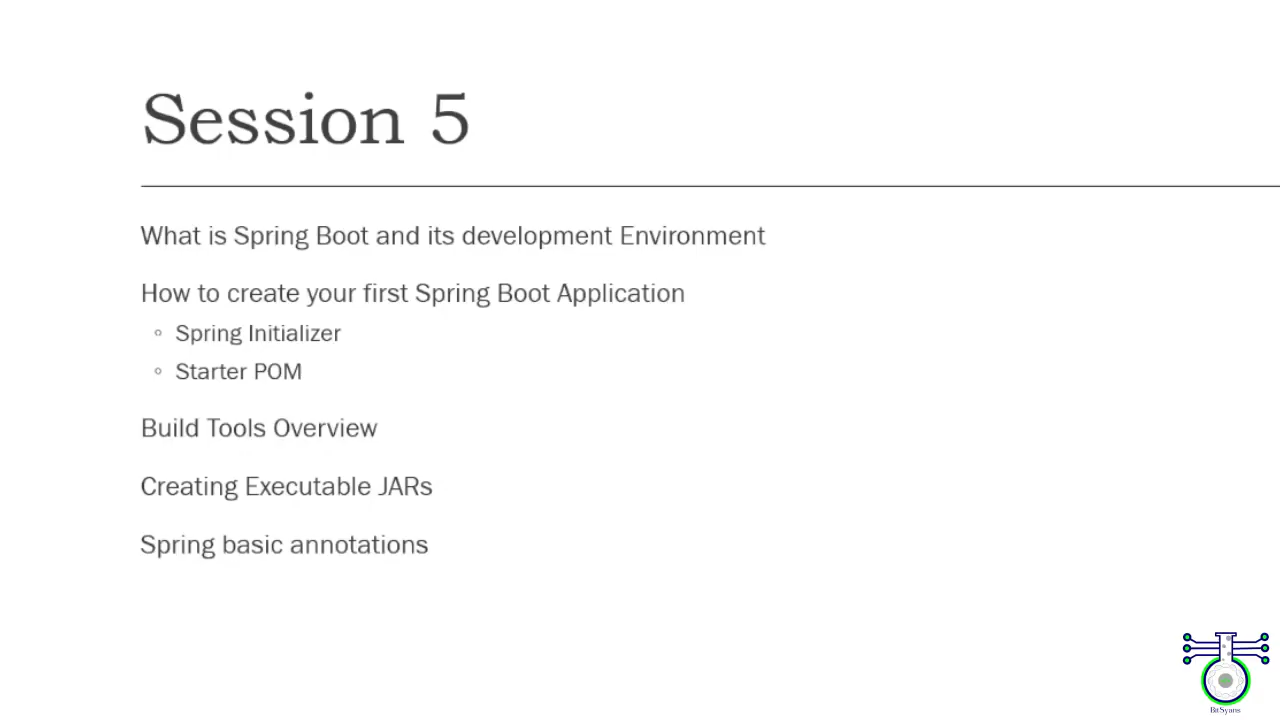 Session 5
What is Spring Boot and its development Environment
How to create your first Spring Boot Application
◦ Spring Initializer
◦ Starter POM
Build Tools Overview
Creating Executable JARs
Spring basic annotations
BitSyans